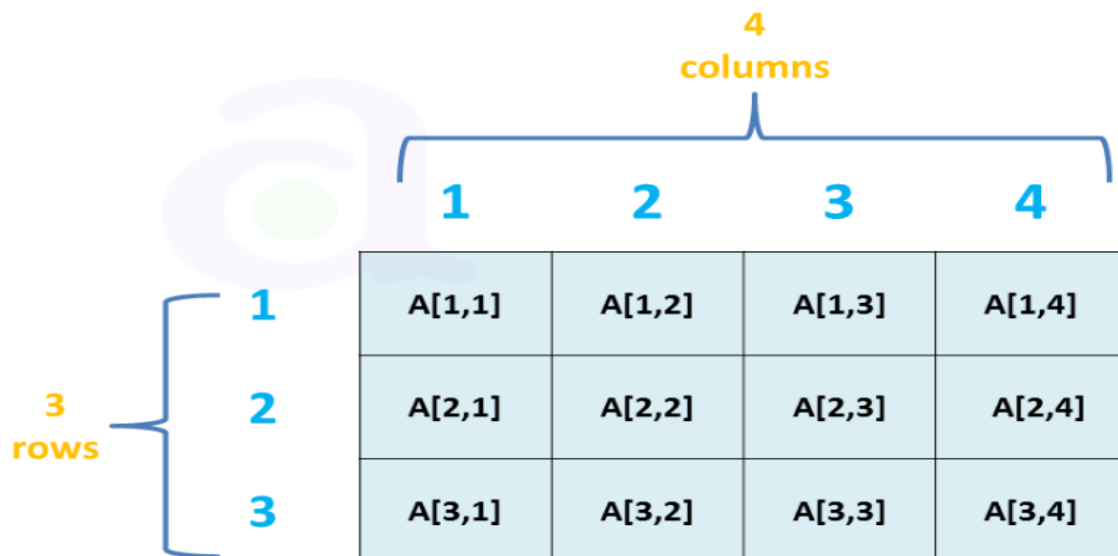 4
columns
1 2 3 4
1 A[1,1] A[1,2] A[1,3] A[1,4]
3
rows
2 A[2,1] A[2,2] A[2,3] A[2,4]
3 A[3,1] A[3,2] A[3,3] A[3,4]